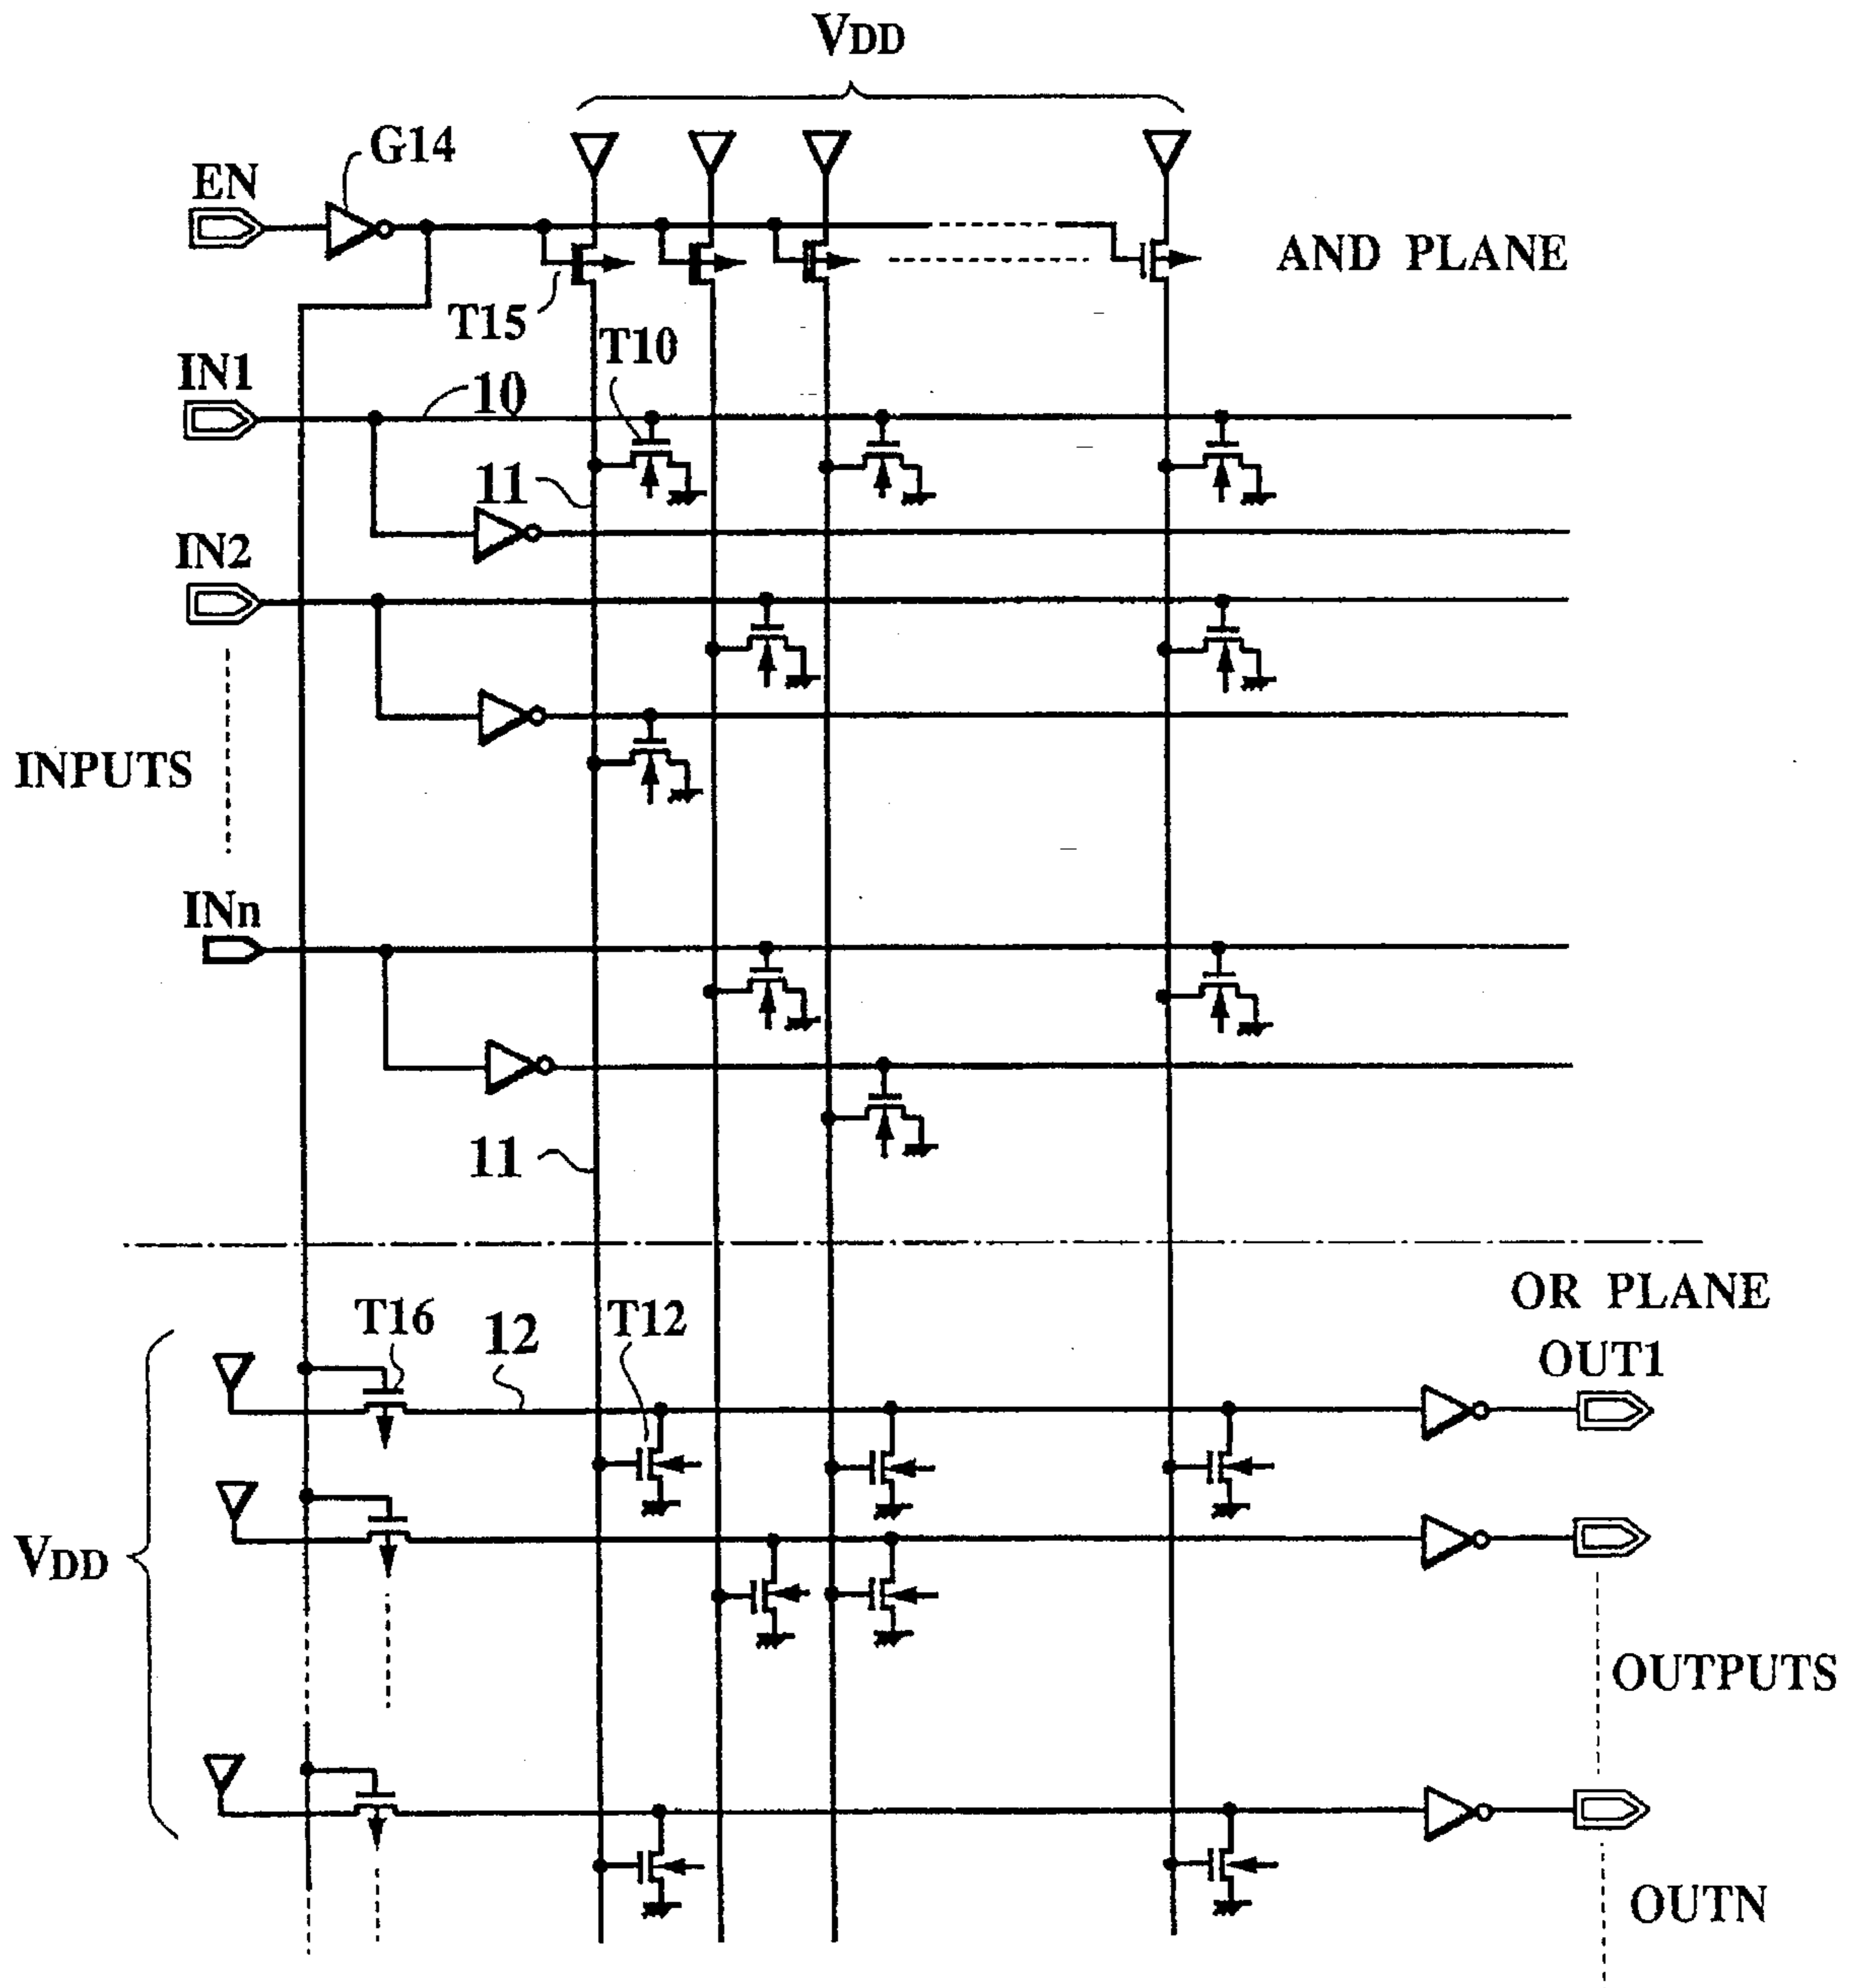 VDD
G14
EN
AND PLANE
T15
T10
IN1
10
11
IN2
INPUTS
INn
11
OR PLANE
T16
12
T12
OUT1
VDD
OUTPUTS
OUTN